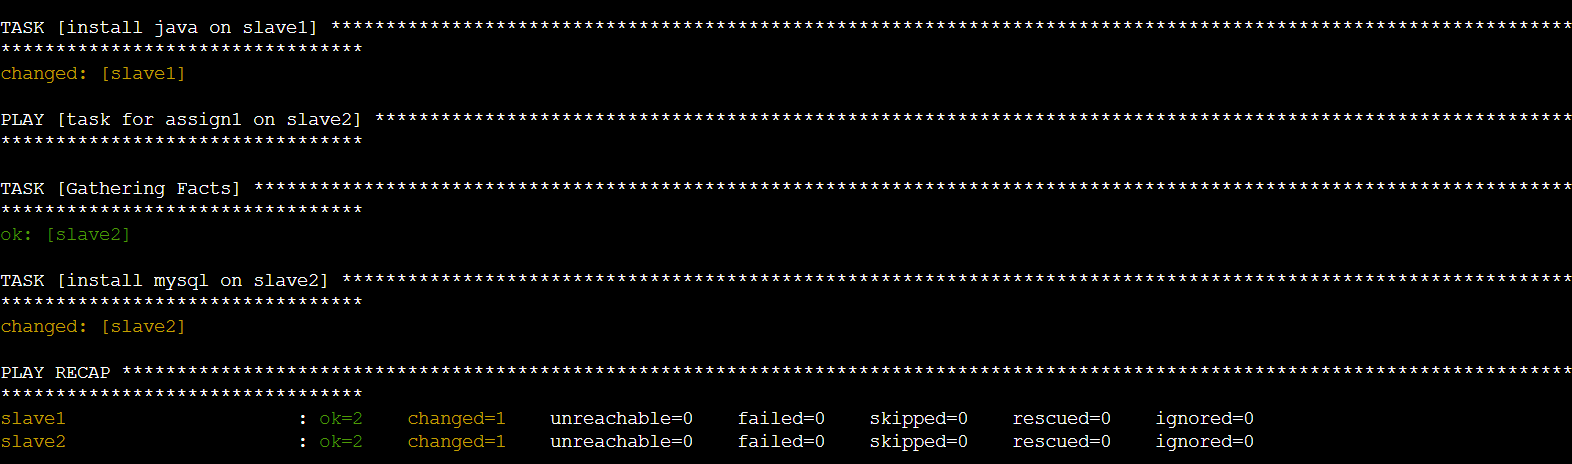 TASK [install java on slave1] *****************************************************************************************************************
*********************************
changed: [slave1]
PLAY [task for assign1 on slave2] *************************************************************************************************************
*********************************
TASK [Gathering Facts] ************************************************************************************************************************
*********************************
ok: [slave2]
TASK [install mysql on slave2] ****************************************************************************************************************
*********************************
changed: [slave2]
PLAY RECAP ************************************************************************************************************************************
*********************************
slave1                     : ok=2    changed=1    unreachable=0    failed=0    skipped=0    rescued=0    ignored=0
slave2                     : ok=2    changed=1    unreachable=0    failed=0    skipped=0    rescued=0    ignored=0